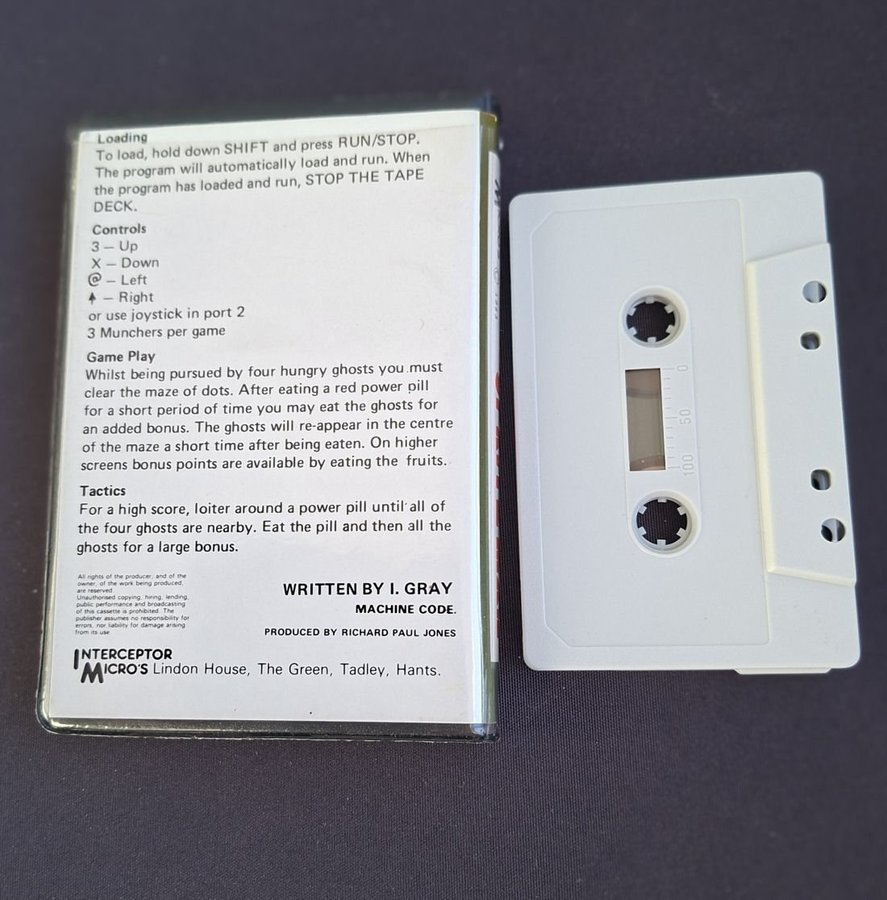 Loading
To load, hold down SHIFT and press RUN/STOP.
The program will automatically load and run. When
the program has loaded and run, STOP THE TAPE
DECK.
Controls
3 — Up
X — Down
@ — Left
↑ — Right
or use joystick in port 2
3 Munchers per game
Game Play
Whilst being pursued by four hungry ghosts you must
clear the maze of dots. After eating a red power pill
for a short period of time you may eat the ghosts for
an added bonus. The ghosts will re-appear in the centre
of the maze a short time after being eaten. On higher
screens bonus points are available by eating the fruits.
Tactics
For a high score, loiter around a power pill until all of
the four ghosts are nearby. Eat the pill and then all the
ghosts for a large bonus.
All rights of the producer, and of the
owner, of the work being produced,
are reserved.
Unauthorised copying, hiring, lending,
public performance and broadcasting
of this cassette is prohibited. The
publisher assumes no responsibility for
errors, nor liability for damage arising
from its use.
WRITTEN BY I. GRAY
MACHINE CODE.
PRODUCED BY RICHARD PAUL JONES
INTERCEPTOR
MICRO'S Lindon House, The Green, Tadley, Hants.
0
50
100